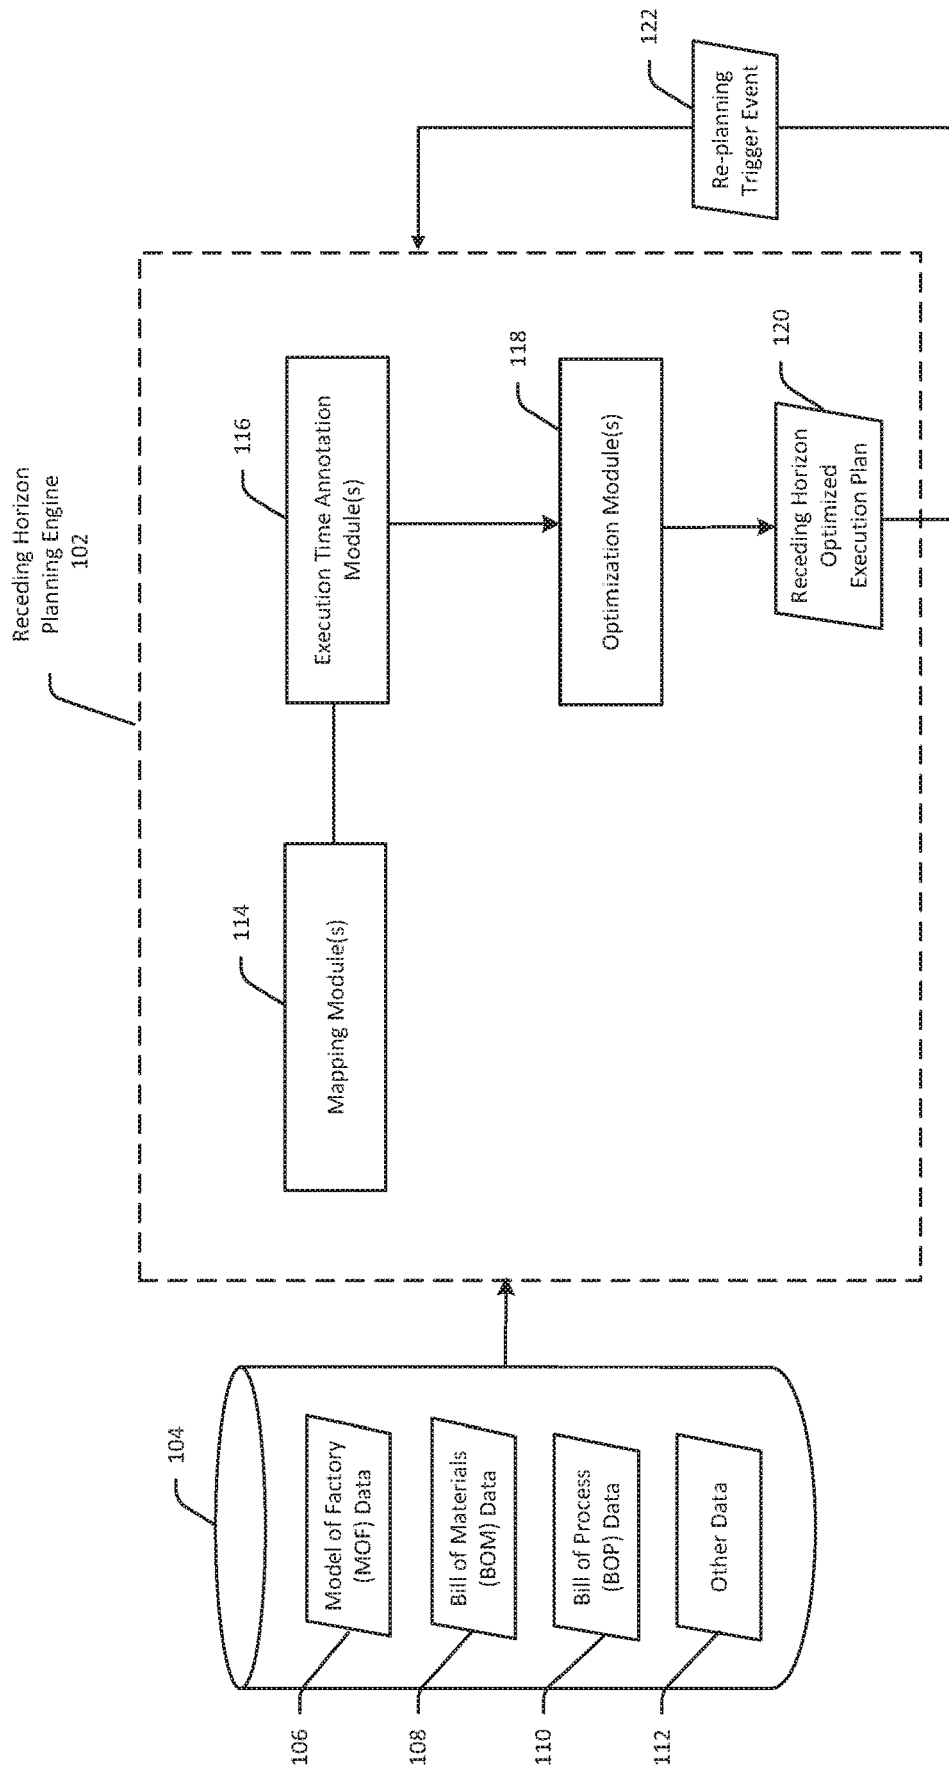 104
Model of Factory
(MOF) Data
106
Bill of Materials
(BOM) Data
108
Bill of Process
(BOP) Data
110
Other Data
112
Receding Horizon
Planning Engine
102
114
Mapping Module(s)
116
Execution Time Annotation
Module(s)
118
Optimization Module(s)
120
Receding Horizon
Optimized
Execution Plan
122
Re-planning
Trigger Event